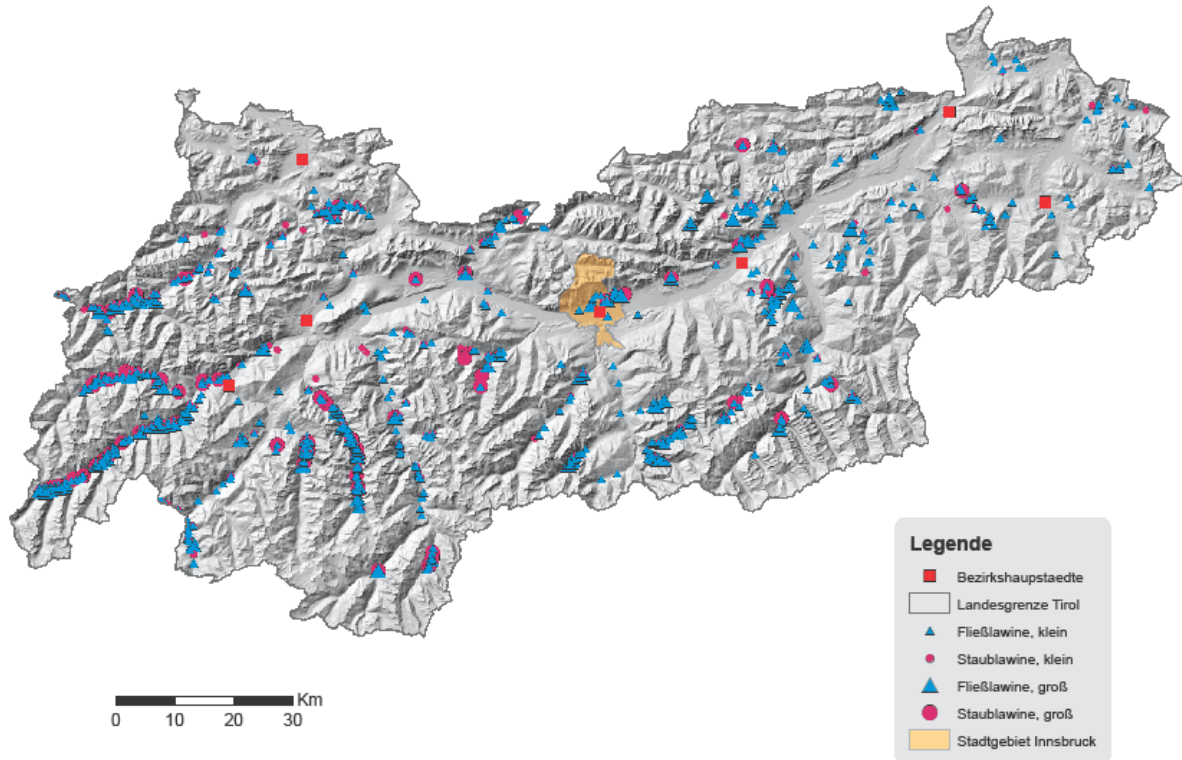 Legende
Bezirkshaupstaedte
Landesgrenze Tirol
Fließlawine, klein
Staublawine, klein
Fließlawine, groß
Staublawine, groß
Stadtgebiet Innsbruck
Km
0 10 20 30